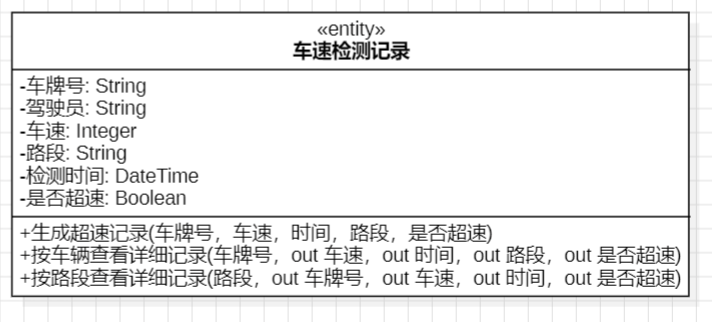 «entity»
车速检测记录
-车牌号: String
-驾驶员: String
-车速: Integer
-路段: String
-检测时间: DateTime
-是否超速: Boolean
+生成超速记录(车牌号，车速，时间，路段，是否超速)
+按车辆查看详细记录(车牌号，out 车速，out 时间，out 路段，out 是否超速)
+按路段查看详细记录(路段，out 车牌号，out 车速，out 时间，out 是否超速)